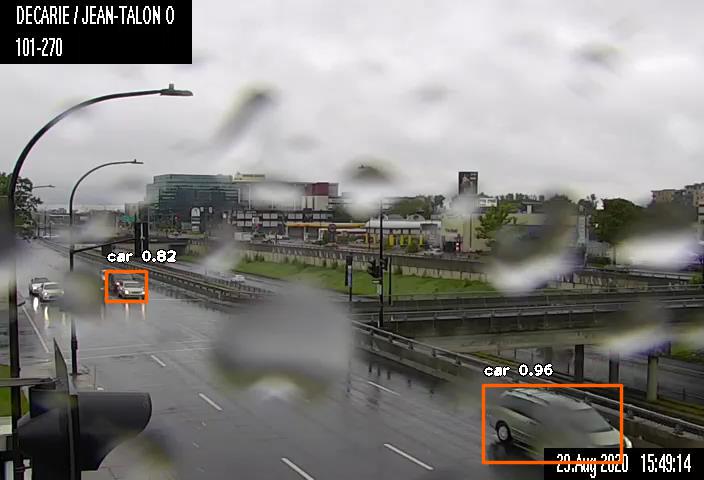 DECARIE / JEAN-TALON O
101-270
car 0.82
car 0.96
29 Aug 2020 15:49:14